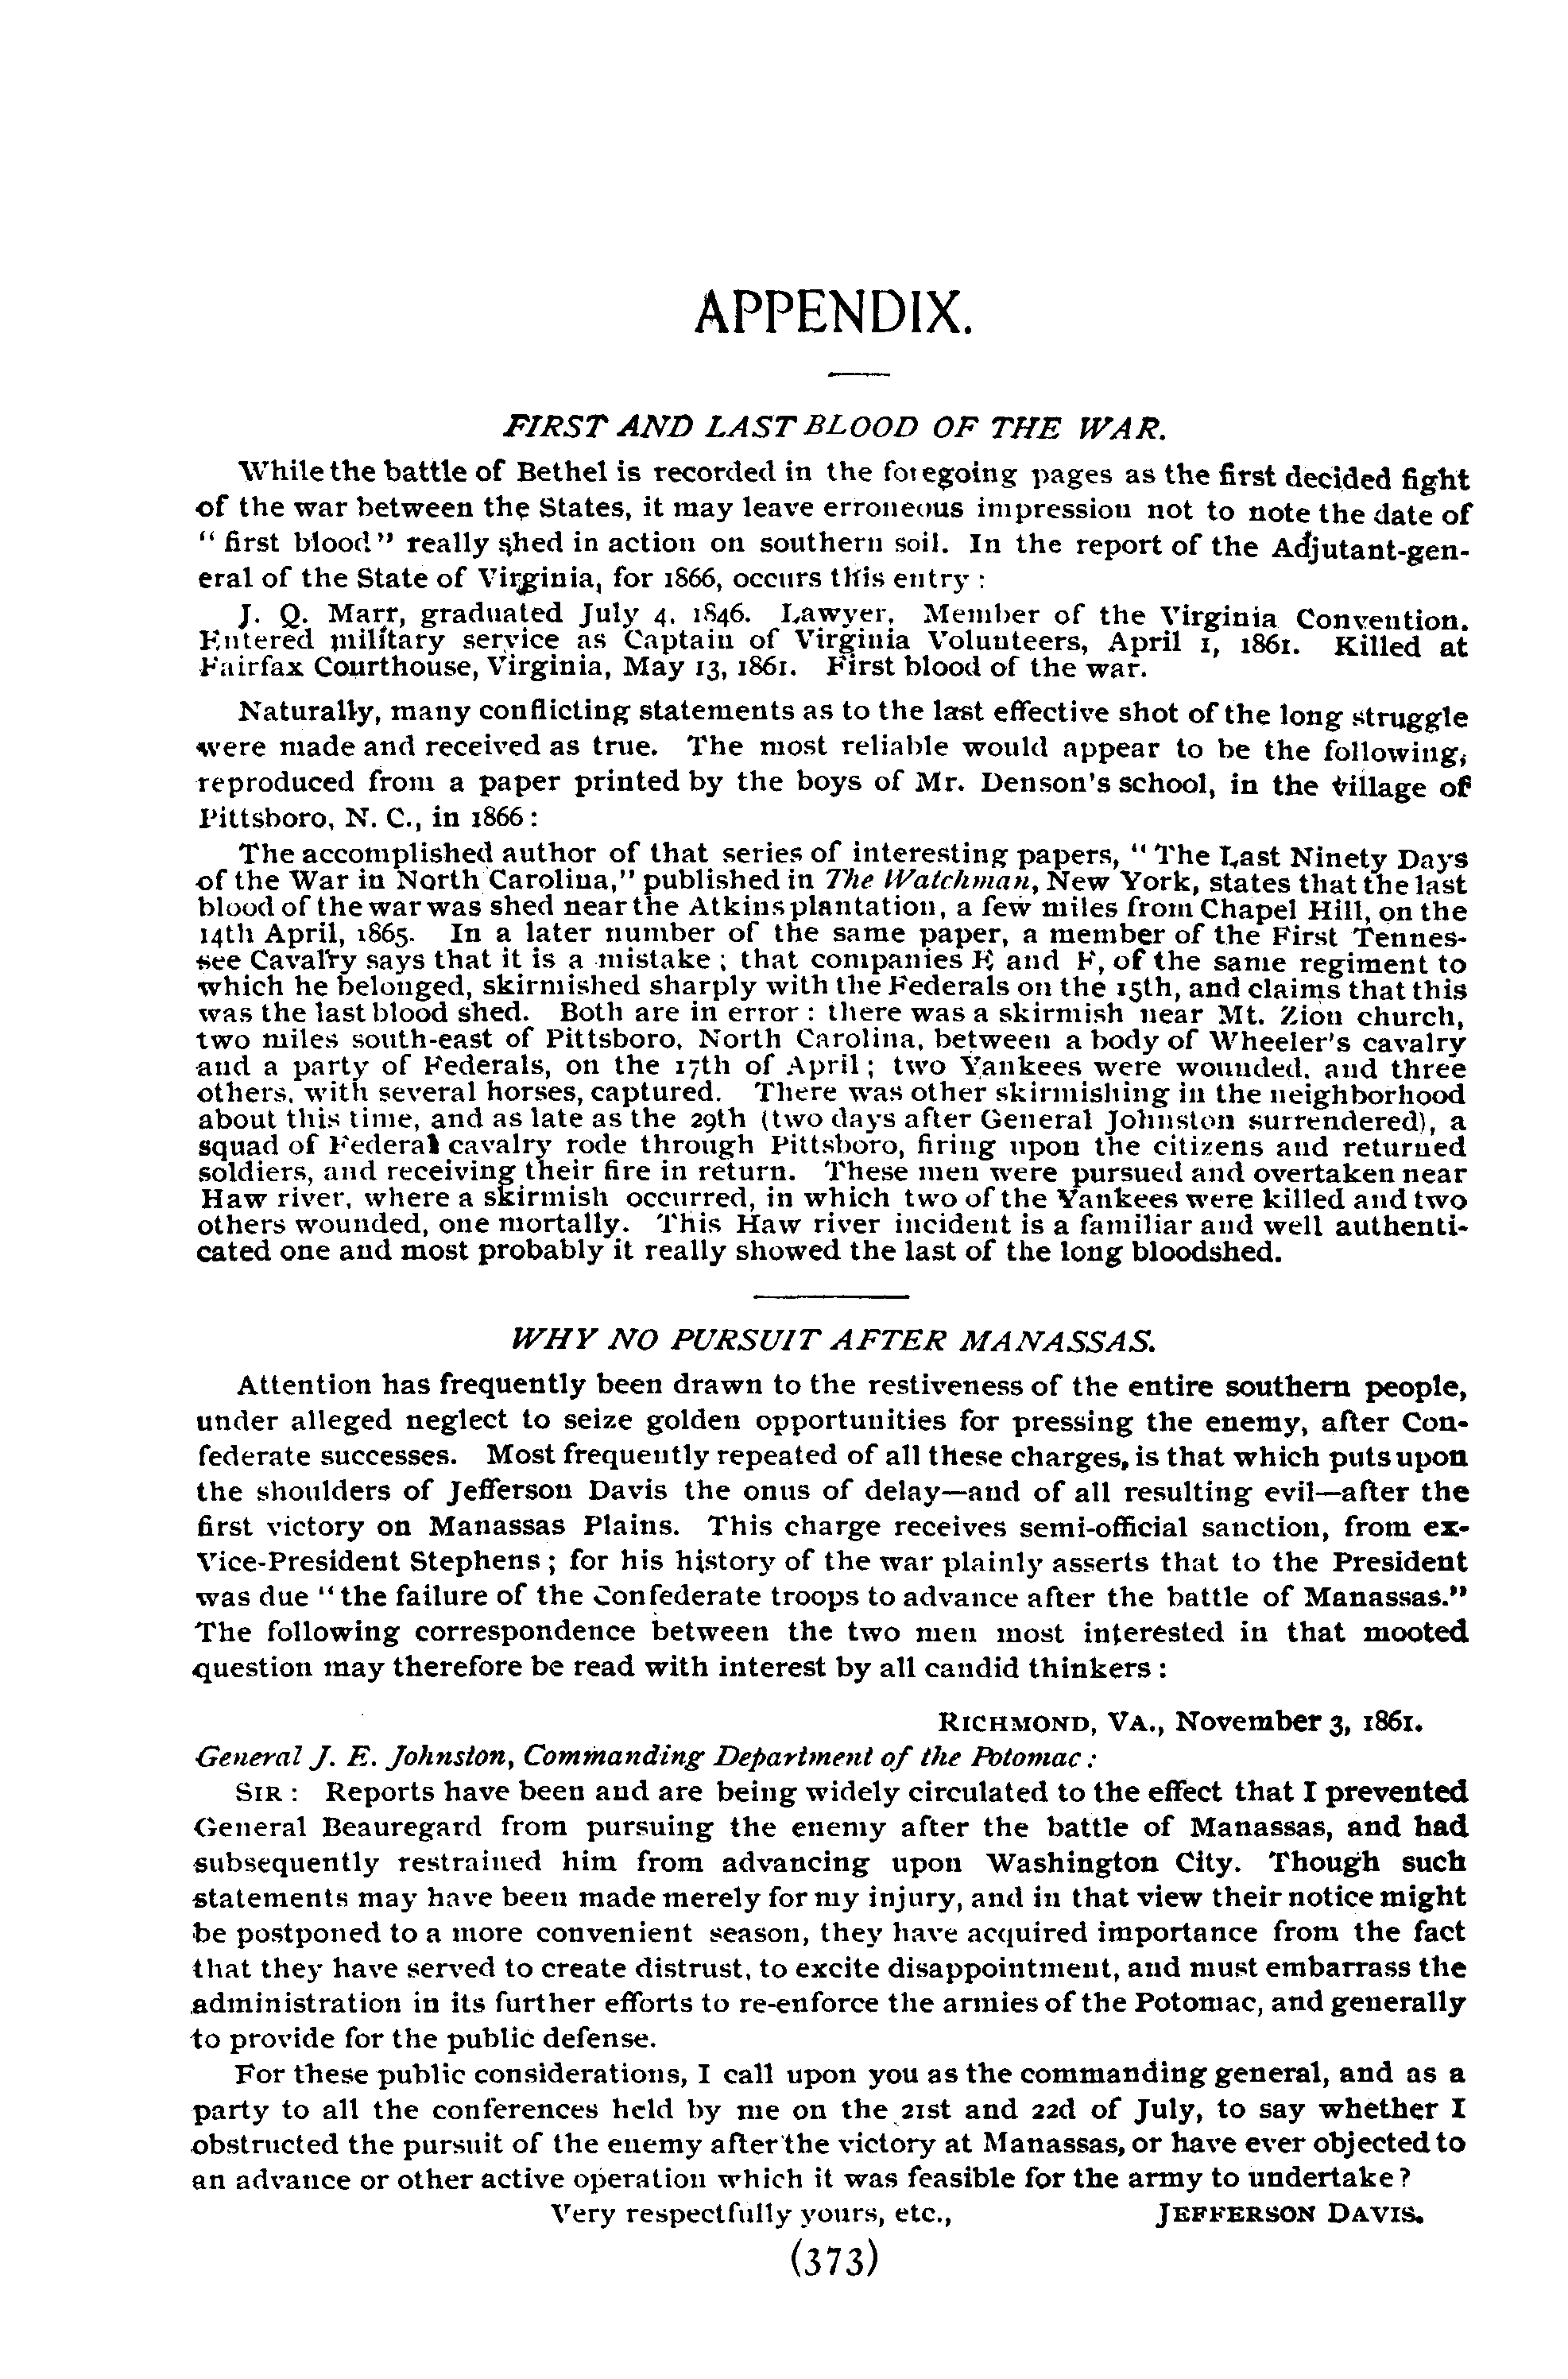 APPENDIX.
FIRST AND LAST BLOOD OF THE WAR.
While the battle of Bethel is recorded in the foregoing pages as the first decided fight
of the war between the States, it may leave erroneous impression not to note the date of
“ first blood” really shed in action on southern soil. In the report of the Adjutant-gen-
eral of the State of Virginia, for 1866, occurs this entry :
J. Q. Marr, graduated July 4, 1846. Lawyer, Member of the Virginia Convention.
Entered military service as Captain of Virginia Volunteers, April 1, 1861. Killed at
Fairfax Courthouse, Virginia, May 13, 1861. First blood of the war.
Naturally, many conflicting statements as to the last effective shot of the long struggle
were made and received as true. The most reliable would appear to be the following,
reproduced from a paper printed by the boys of Mr. Denson's school, in the village of
Pittsboro, N. C., in 1866 :
The accomplished author of that series of interesting papers, “ The Last Ninety Days
of the War in North Carolina,” published in The Watchman, New York, states that the last
blood of the war was shed near the Atkins plantation, a few miles from Chapel Hill, on the
14th April, 1865. In a later number of the same paper, a member of the First Tennes-
see Cavalry says that it is a mistake ; that companies E and F, of the same regiment to
which he belonged, skirmished sharply with the Federals on the 15th, and claims that this
was the last blood shed. Both are in error : there was a skirmish near Mt. Zion church,
two miles south-east of Pittsboro, North Carolina, between a body of Wheeler's cavalry
and a party of Federals, on the 17th of April ; two Yankees were wounded, and three
others, with several horses, captured. There was other skirmishing in the neighborhood
about this time, and as late as the 29th (two days after General Johnston surrendered), a
squad of Federal cavalry rode through Pittsboro, firing upon the citizens and returned
soldiers, and receiving their fire in return. These men were pursued and overtaken near
Haw river, where a skirmish occurred, in which two of the Yankees were killed and two
others wounded, one mortally. This Haw river incident is a familiar and well authenti-
cated one and most probably it really showed the last of the long bloodshed.
WHY NO PURSUIT AFTER MANASSAS.
Attention has frequently been drawn to the restiveness of the entire southern people,
under alleged neglect to seize golden opportunities for pressing the enemy, after Con-
federate successes. Most frequently repeated of all these charges, is that which puts upon
the shoulders of Jefferson Davis the onus of delay—and of all resulting evil—after the
first victory on Manassas Plains. This charge receives semi-official sanction, from ex-
Vice-President Stephens ; for his history of the war plainly asserts that to the President
was due “ the failure of the Confederate troops to advance after the battle of Manassas.”
The following correspondence between the two men most interested in that mooted
question may therefore be read with interest by all candid thinkers :
RICHMOND, VA., November 3, 1861.
General J. E. Johnston, Commanding Department of the Potomac :
SIR : Reports have been and are being widely circulated to the effect that I prevented
General Beauregard from pursuing the enemy after the battle of Manassas, and had
subsequently restrained him from advancing upon Washington City. Though such
statements may have been made merely for my injury, and in that view their notice might
be postponed to a more convenient season, they have acquired importance from the fact
that they have served to create distrust, to excite disappointment, and must embarrass the
administration in its further efforts to re-enforce the armies of the Potomac, and generally
to provide for the public defense.
For these public considerations, I call upon you as the commanding general, and as a
party to all the conferences held by me on the 21st and 22d of July, to say whether I
obstructed the pursuit of the enemy after the victory at Manassas, or have ever objected to
an advance or other active operation which it was feasible for the army to undertake ?
Very respectfully yours, etc., JEFFERSON DAVIS.
(373)